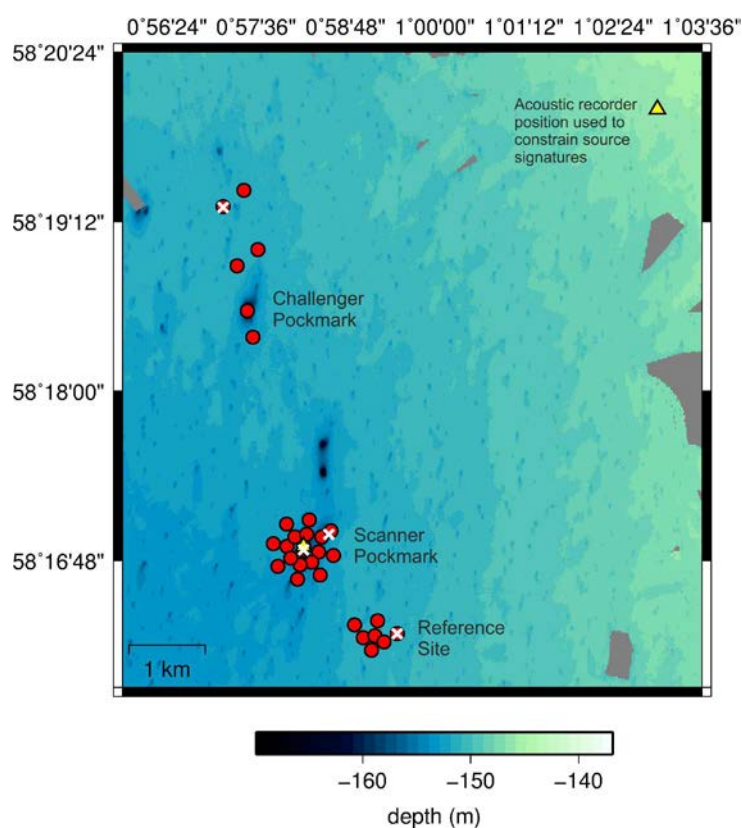 0°56'24" 0°57'36" 0°58'48" 1°00'00" 1°01'12" 1°02'24" 1°03'36"
58°20'24"
Acoustic recorder
position used to
constrain source
signatures
58°19'12"
Challenger
Pockmark
58°18'00"
Scanner
Pockmark
58°16'48"
Reference
Site
1 km
−160 −150 −140
depth (m)